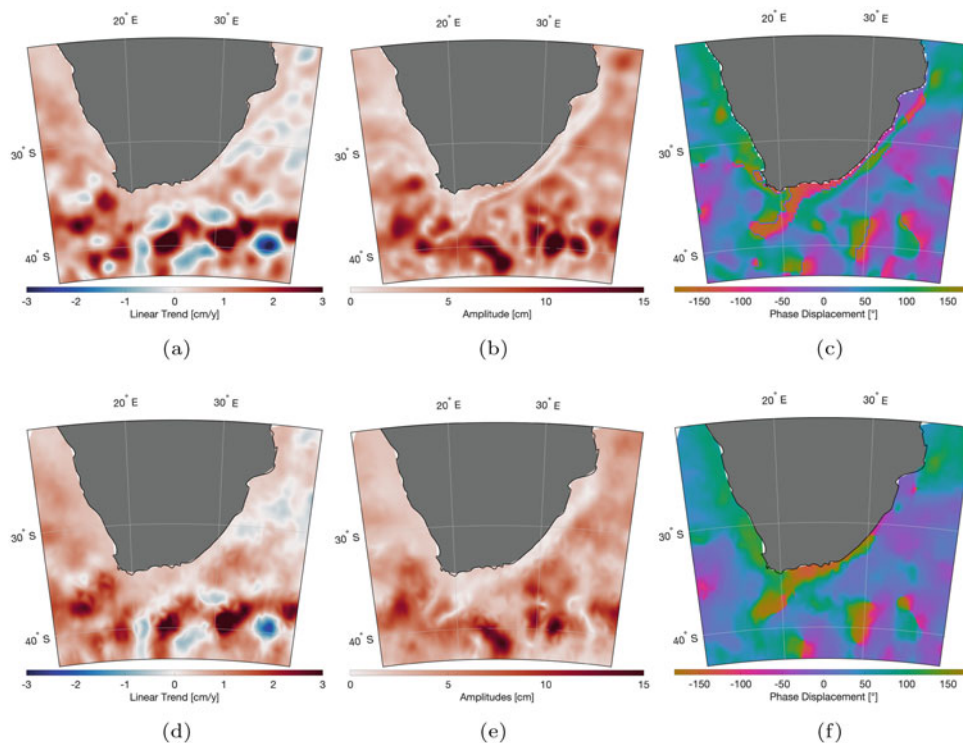 20° E 30° E 20° E 30° E 20° E 30° E
30° S 30° S 30° S
40° S 40° S 40° S
-3 -2 -1 0 1 2 3 0 5 10 15 -150 -100 -50 0 50 100 150
Linear Trend [cm/y] Amplitude [cm] Phase Displacement [°]
(a) (b) (c)
20° E 30° E 20° E 30° E 20° E 30° E
30° S 30° S 30° S
40° S 40° S 40° S
-3 -2 -1 0 1 2 3 0 5 10 15 -150 -100 -50 0 50 100 150
Linear Trend [cm/y] Amplitudes [cm] Phase Displacement [°]
(d) (e) (f)